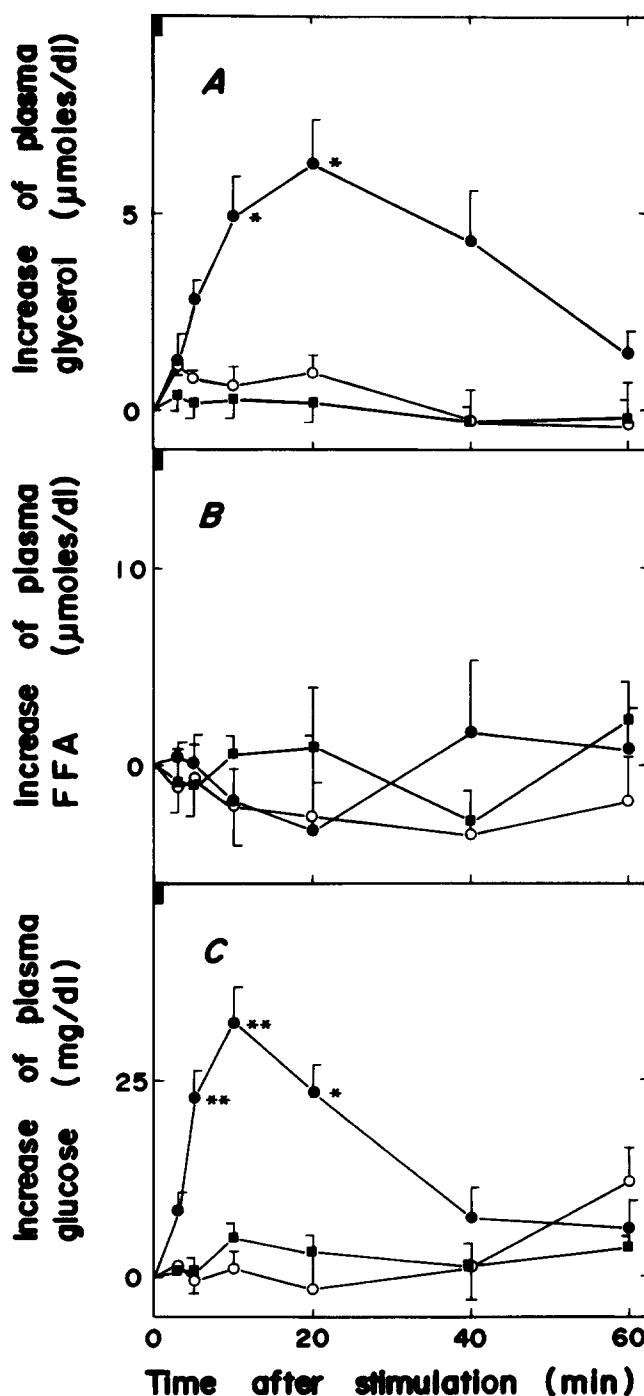 A
Increase of plasma
glycerol (μmoles/dl)
5
0
*
*
B
Increase of plasma
FFA (μmoles/dl)
10
0
C
Increase of plasma
glucose (mg/dl)
25
0
**
**
*
0 20 40 60
Time after stimulation (min)